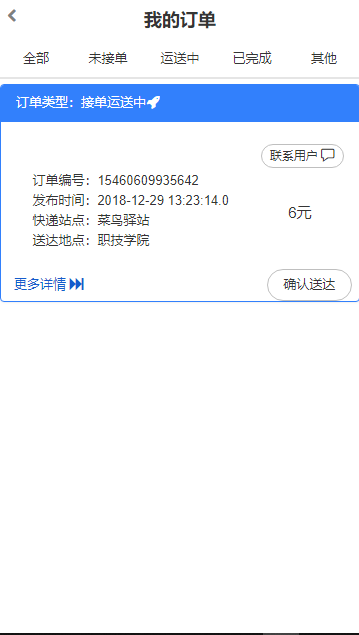 我的订单
全部 未接单 运送中 已完成 其他
订单类型：接单运送中
联系用户
订单编号：15460609935642
发布时间：2018-12-29 13:23:14.0
快递站点：菜鸟驿站
送达地点：职技学院
6元
更多详情
确认送达